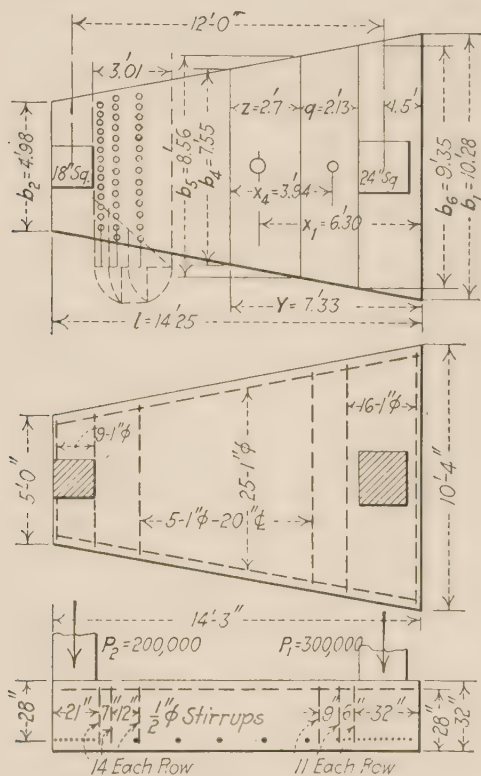 12'-0"
3.'01
b₂=4.'98
18"Sq.
b₅=8.'56
b₄=7.'55
z=2.'7
q=2.'13
1.'5
x₄=3.'94
24"Sq
x₁=6.'30
b₆=9.'35
b₁=10.'28
Y=7.'33
l=14.'25
5'-0"
9-1"φ
25-1"φ
16-1"φ
5-1"φ-20"℄
10'-4"
14'-3"
P₂=200,000
P₁=300,000
28"
21"
7"
12"
½"φ Stirrups
9"
6"
32"
28"
32"
14 Each Row
11 Each Row